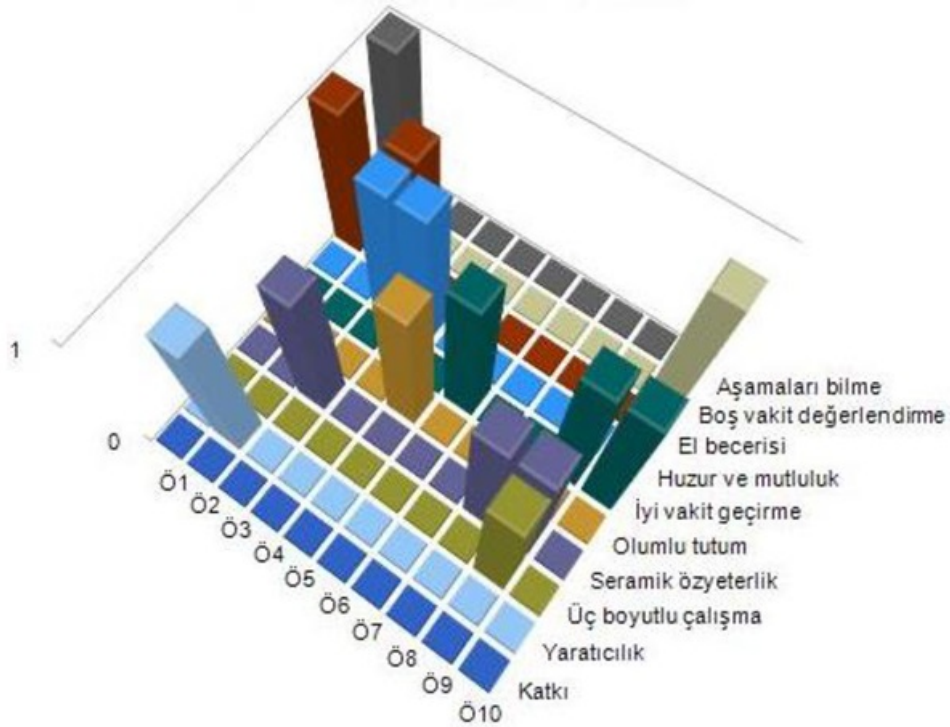 1
0
Ö1
Ö2
Ö3
Ö4
Ö5
Ö6
Ö7
Ö8
Ö9
Ö10
Aşamaları bilme
Boş vakit değerlendirme
El becerisi
Huzur ve mutluluk
İyi vakit geçirme
Olumlu tutum
Seramik özyeterlik
Üç boyutlu çalışma
Yaratıcılık
Katkı